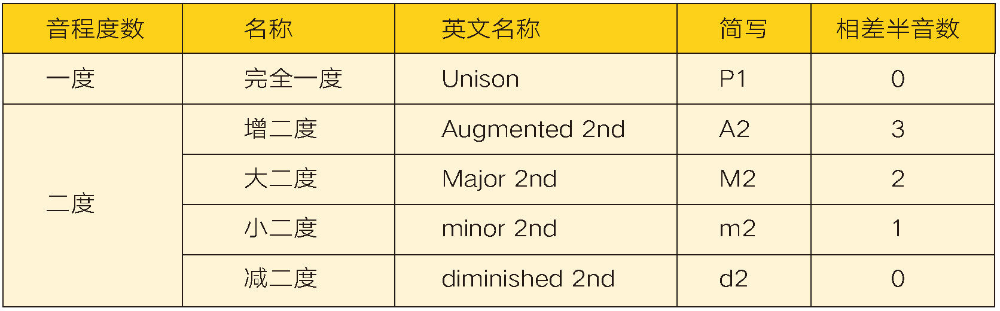 音程度数 名称 英文名称 简写 相差半音数
一度 完全一度 Unison P1 0
增二度 Augmented 2nd A2 3
大二度 Major 2nd M2 2
二度
小二度 minor 2nd m2 1
减二度 diminished 2nd d2 0